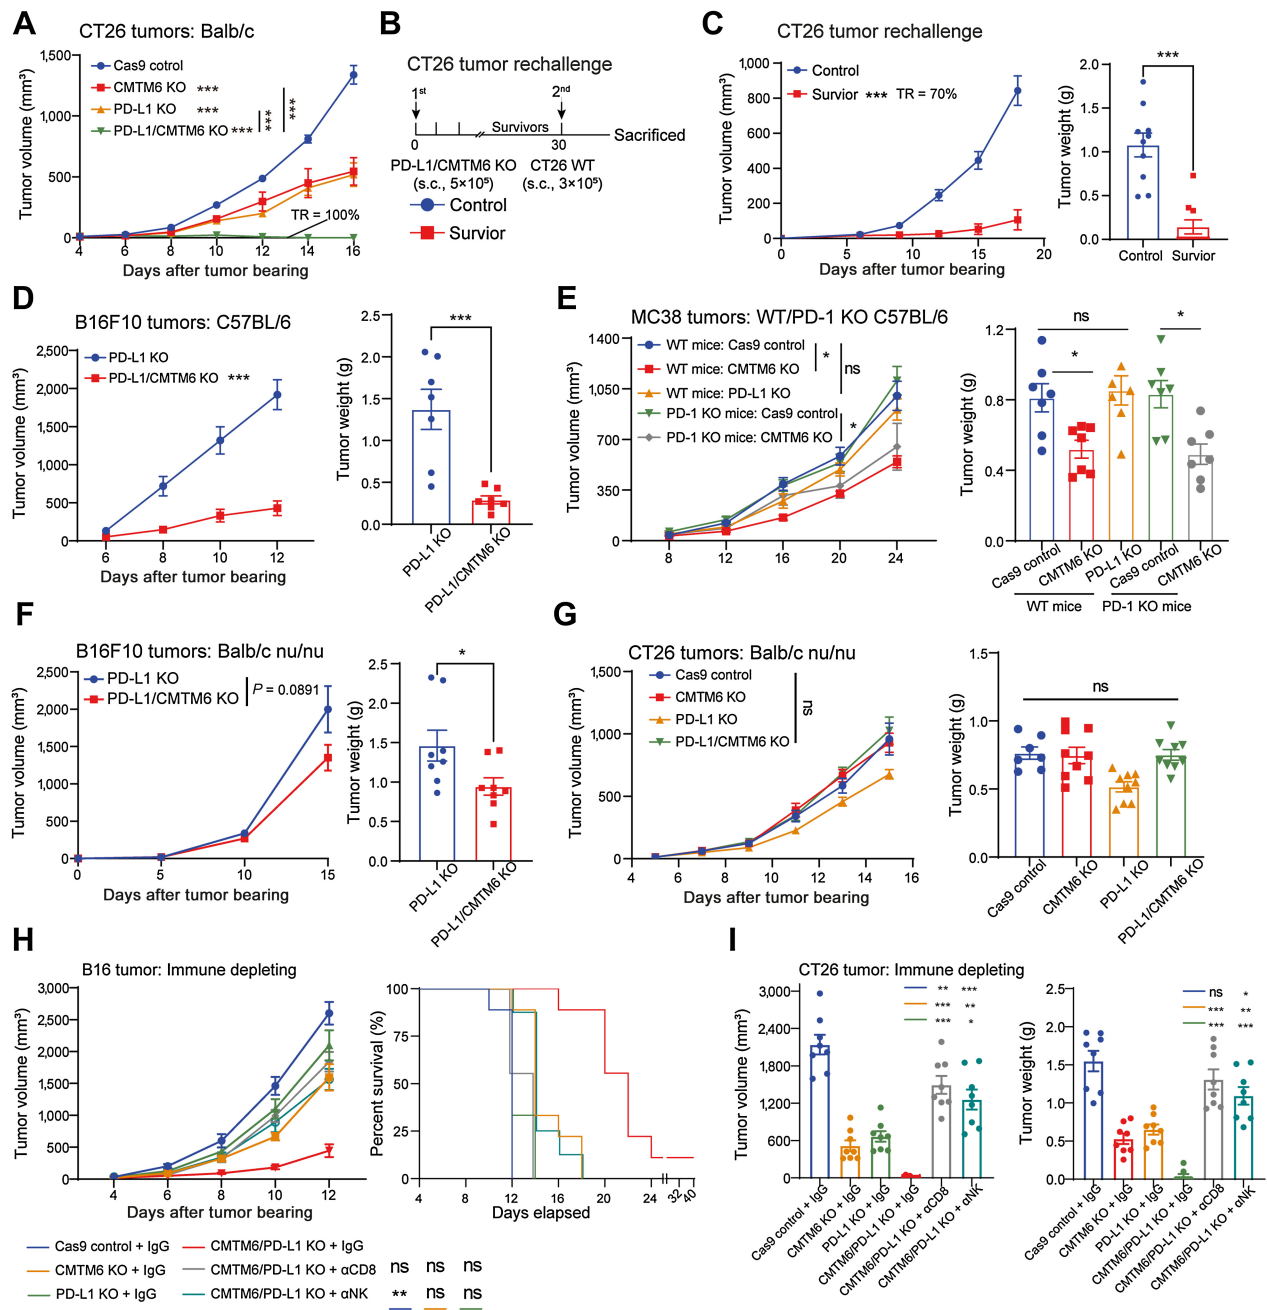 A
CT26 tumors: Balb/c
Tumor volume (mm³)
1,500
1,000
500
0
Cas9 cotrol
CMTM6 KO ***
PD-L1 KO ***
PD-L1/CMTM6 KO ***
***
***
TR = 100%
4 6 8 10 12 14 16
Days after tumor bearing
B
CT26 tumor rechallenge
1st 2nd
Survivors
Sacrificed
0 30
PD-L1/CMTM6 KO CT26 WT
(s.c., 5×10⁵) (s.c., 3×10⁵)
Control
Survior
C
CT26 tumor rechallenge
Tumor volume (mm³)
1,000
800
600
400
200
0
Control
Survior *** TR = 70%
0 5 10 15 20
Days after tumor bearing
Tumor weight (g)
2.0
1.5
1.0
0.5
0.0
***
Control Survior
D
B16F10 tumors: C57BL/6
Tumor volume (mm³)
2,500
2,000
1,500
1,000
500
0
PD-L1 KO
PD-L1/CMTM6 KO ***
6 8 10 12
Days after tumor bearing
Tumor weight (g)
2.5
2.0
1.5
1.0
0.5
0.0
***
PD-L1 KO
PD-L1/CMTM6 KO
E
MC38 tumors: WT/PD-1 KO C57BL/6
Tumor volume (mm³)
1400
1,050
700
350
0
WT mice: Cas9 control
WT mice: CMTM6 KO
WT mice: PD-L1 KO
PD-1 KO mice: Cas9 control
PD-1 KO mice: CMTM6 KO
*
ns
*
8 12 16 20 24
Days after tumor bearing
Tumor weight (g)
1.2
0.8
0.4
0.0
ns
*
*
Cas9 control
CMTM6 KO
PD-L1 KO
Cas9 control
CMTM6 KO
WT mice PD-1 KO mice
F
B16F10 tumors: Balb/c nu/nu
Tumor volume (mm³)
2,500
2,000
1,500
1,000
500
0
PD-L1 KO
PD-L1/CMTM6 KO
P = 0.0891
0 5 10 15
Days after tumor bearing
Tumor weight (g)
2.5
2.0
1.5
1.0
0.5
0.0
*
PD-L1 KO
PD-L1/CMTM6 KO
G
CT26 tumors: Balb/c nu/nu
Tumor volume (mm³)
1,500
1,000
500
0
Cas9 control
CMTM6 KO
PD-L1 KO
PD-L1/CMTM6 KO
ns
4 6 8 10 12 14 16
Days after tumor bearing
Tumor weight (g)
1.5
1.0
0.5
0.0
ns
Cas9 control
CMTM6 KO
PD-L1 KO
PD-L1/CMTM6 KO
H
B16 tumor: Immune depleting
Tumor volume (mm³)
3,000
2,500
2,000
1,500
1,000
500
0
4 6 8 10 12
Days after tumor bearing
Percent survival (%)
100
75
50
25
0
4 8 12 16 20 24 32 40
Days elapsed
Cas9 control + IgG
CMTM6 KO + IgG
PD-L1 KO + IgG
CMTM6/PD-L1 KO + IgG
CMTM6/PD-L1 KO + αCD8 ns ns ns
CMTM6/PD-L1 KO + αNK ** ns ns
I
CT26 tumor: Immune depleting
Tumor volume (mm³)
3,000
2,400
1,800
1200
600
0
** ***
*** **
*** *
Cas9 control + IgG
CMTM6 KO + IgG
PD-L1 KO + IgG
CMTM6/PD-L1 KO + IgG
CMTM6/PD-L1 KO + αCD8
CMTM6/PD-L1 KO + αNK
Tumor weight (g)
2.5
2.0
1.5
1.0
0.5
0.0
ns *
*** **
*** ***
Cas9 control + IgG
CMTM6 KO + IgG
PD-L1 KO + IgG
CMTM6/PD-L1 KO + IgG
CMTM6/PD-L1 KO + αCD8
CMTM6/PD-L1 KO + αNK